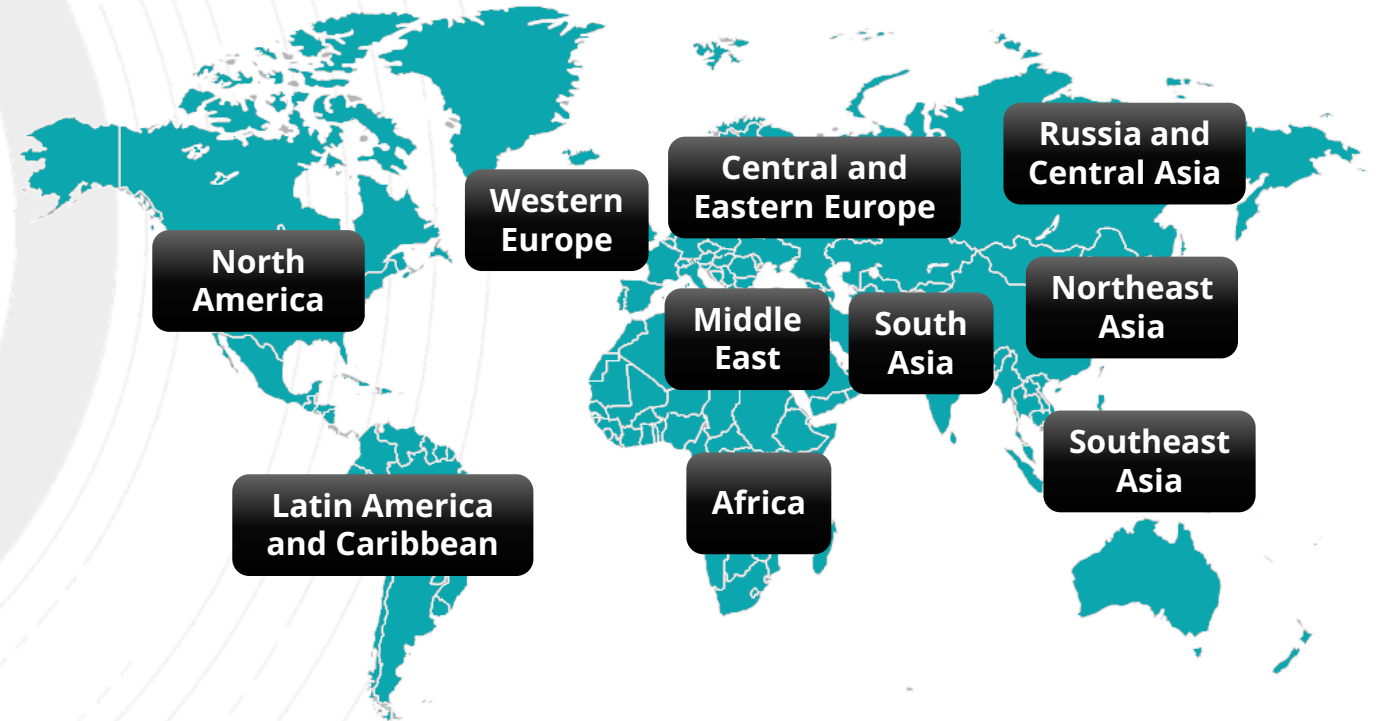 Russia and
Central Asia
Central and
Eastern Europe
Western
Europe
North
America
Northeast
Asia
Middle
East
South
Asia
Southeast
Asia
Africa
Latin America
and Caribbean